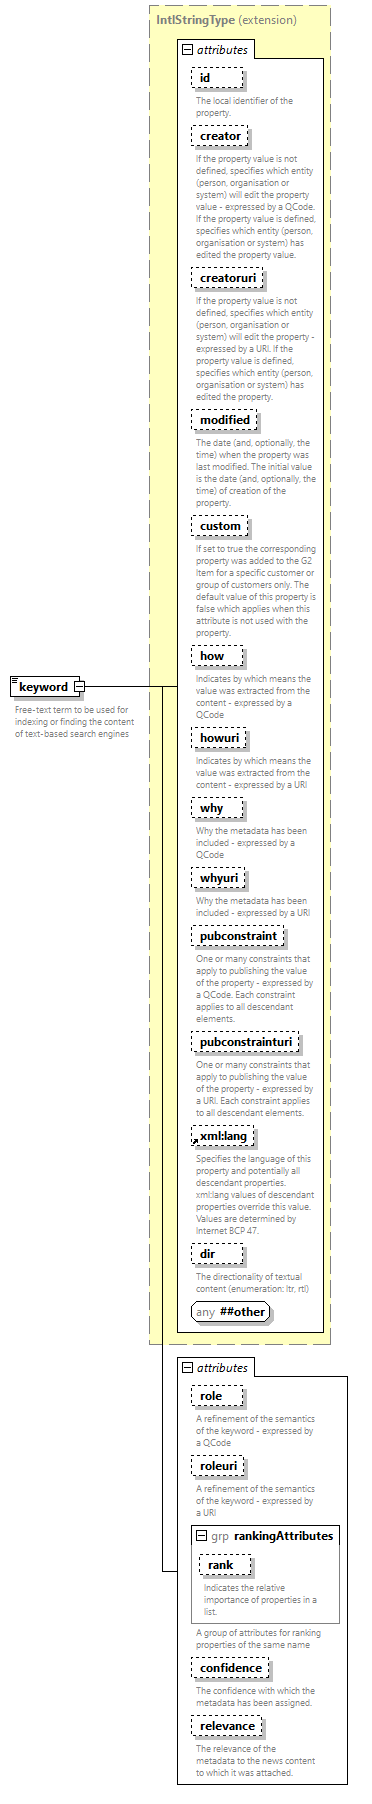 IntlStringType (extension)
attributes
id
The local identifier of the
property.
creator
If the property value is not
defined, specifies which entity
(person, organisation or
system) will edit the property
value - expressed by a QCode.
If the property value is defined,
specifies which entity (person,
organisation or system) has
edited the property value.
creatoruri
If the property value is not
defined, specifies which entity
(person, organisation or
system) will edit the property -
expressed by a URI. If the
property value is defined,
specifies which entity (person,
organisation or system) has
edited the property.
modified
The date (and, optionally, the
time) when the property was
last modified. The initial value
is the date (and, optionally, the
time) of creation of the
property.
custom
If set to true the corresponding
property was added to the G2
Item for a specific customer or
group of customers only. The
default value of this property is
false which applies when this
attribute is not used with the
property.
how
Indicates by which means the
value was extracted from the
content - expressed by a
QCode
keyword
Free-text term to be used for
indexing or finding the content
of text-based search engines
howuri
Indicates by which means the
value was extracted from the
content - expressed by a URI
why
Why the metadata has been
included - expressed by a
QCode
whyuri
Why the metadata has been
included - expressed by a URI
pubconstraint
One or many constraints that
apply to publishing the value
of the property - expressed by
a QCode. Each constraint
applies to all descendant
elements.
pubconstrainturi
One or many constraints that
apply to publishing the value
of the property - expressed by
a URI. Each constraint applies
to all descendant elements.
xml:lang
Specifies the language of this
property and potentially all
descendant properties.
xml:lang values of descendant
properties override this value.
Values are determined by
Internet BCP 47.
dir
The directionality of textual
content (enumeration: ltr, rtl)
any ##other
attributes
role
A refinement of the semantics
of the keyword - expressed by
a QCode
roleuri
A refinement of the semantics
of the keyword - expressed by
a URI
grp rankingAttributes
rank
Indicates the relative
importance of properties in a
list.
A group of attributes for ranking
properties of the same name
confidence
The confidence with which the
metadata has been assigned.
relevance
The relevance of the
metadata to the news content
to which it was attached.